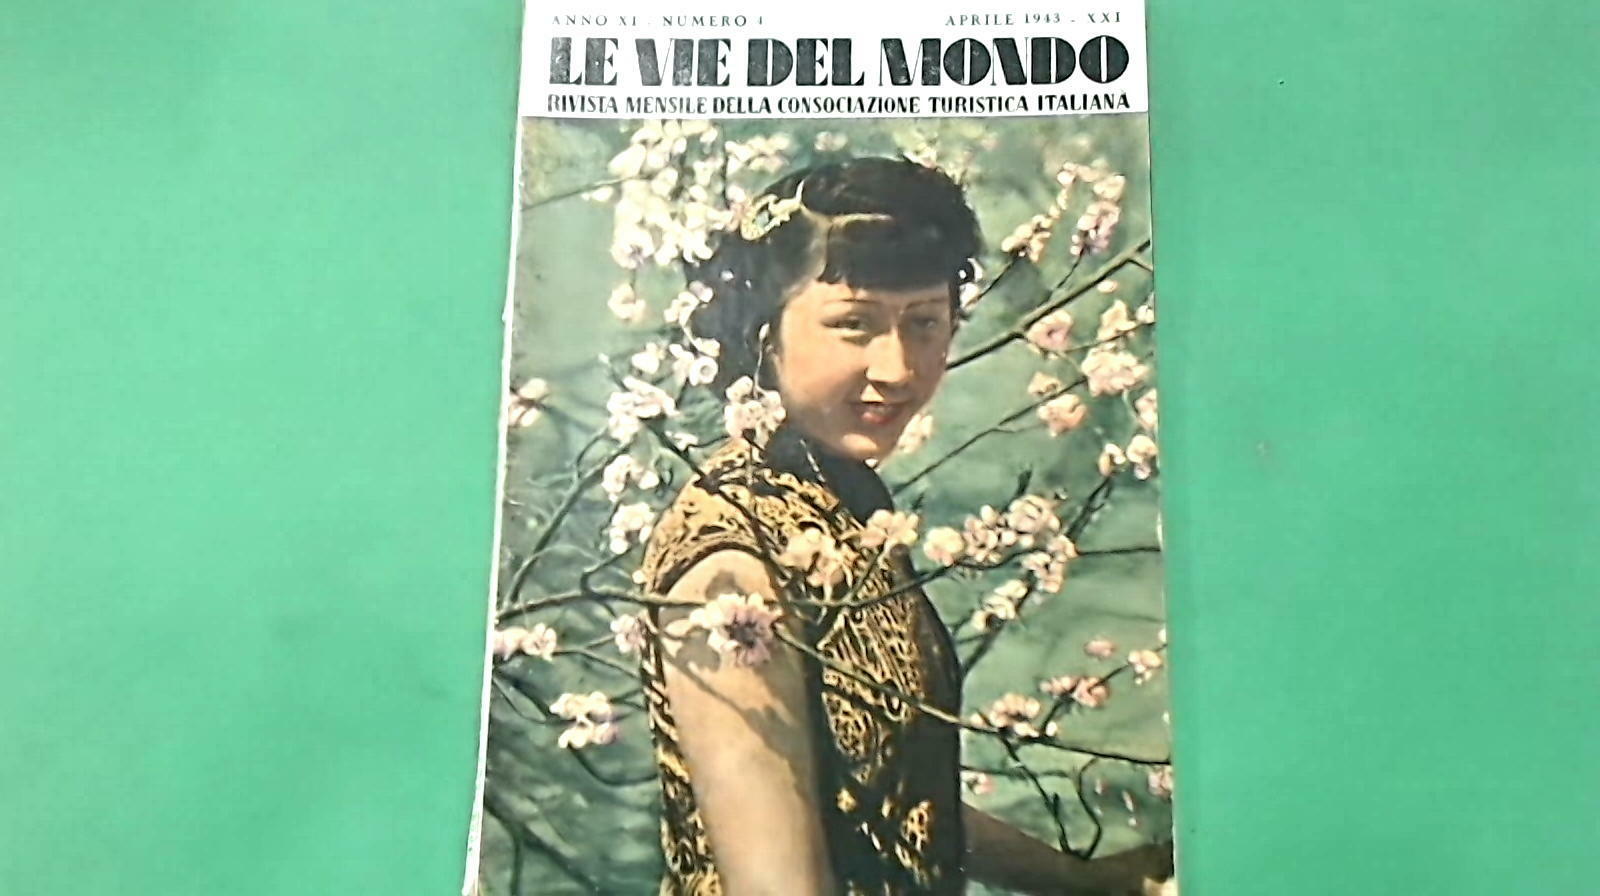 ANNO XI . NUMERO 4
APRILE 1943 - XXI
LE VIE DEL MONDO
RIVISTA MENSILE DELLA CONSOCIAZIONE TURISTICA ITALIANA